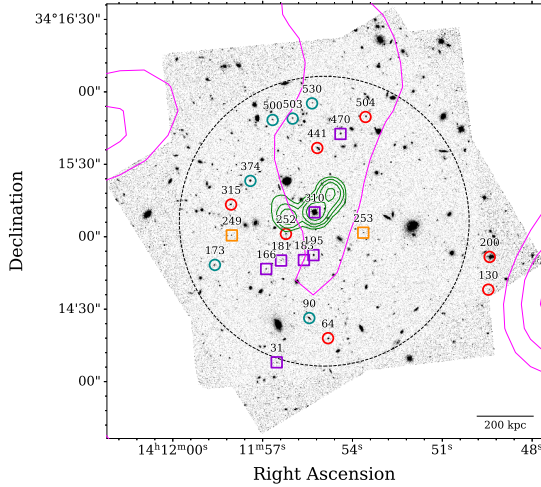 34°16'30"
00"
15'30"
00"
14'30"
00"
Declination
530
500 503
504
470
441
374
315
310
249
252
253
173
181 183 195
166
200
130
90
64
31
200 kpc
14ʰ12ᵐ00ˢ
11ᵐ57ˢ
54ˢ
51ˢ
48ˢ
Right Ascension